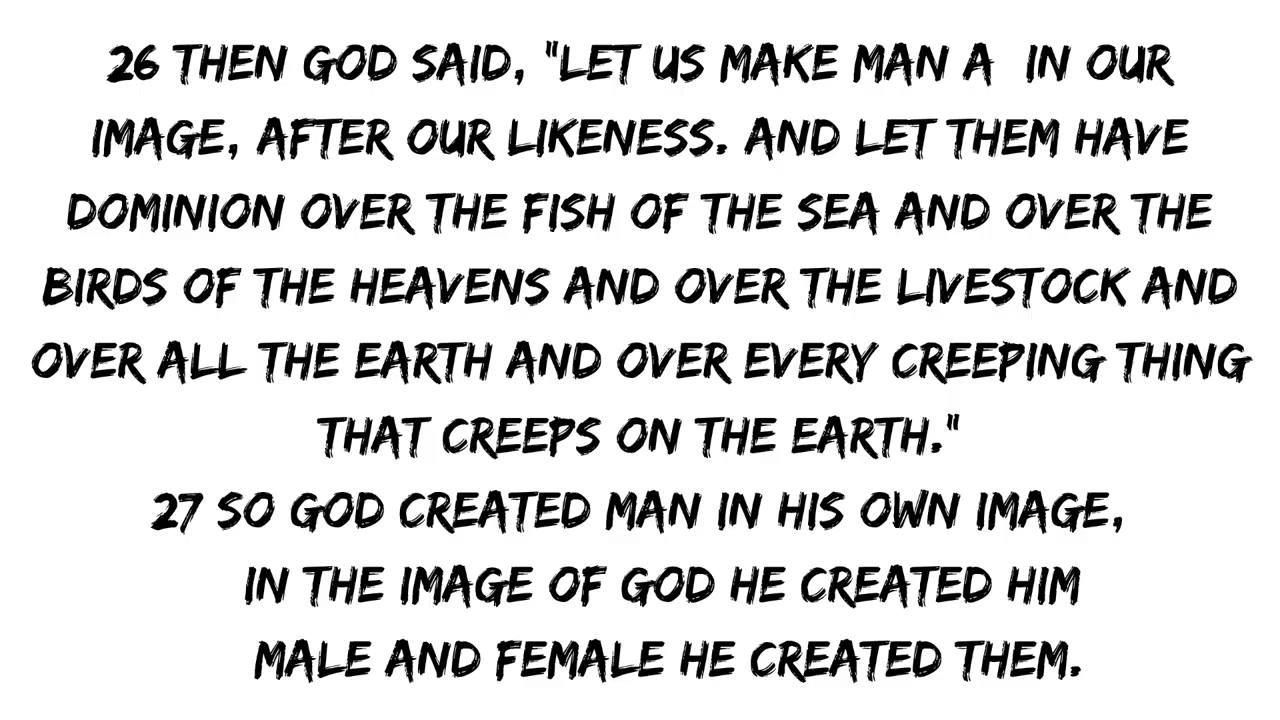 26 THEN GOD SAID, "LET US MAKE MAN A  IN OUR
IMAGE, AFTER OUR LIKENESS. AND LET THEM HAVE
DOMINION OVER THE FISH OF THE SEA AND OVER THE
BIRDS OF THE HEAVENS AND OVER THE LIVESTOCK AND
OVER ALL THE EARTH AND OVER EVERY CREEPING THING
THAT CREEPS ON THE EARTH."
27 SO GOD CREATED MAN IN HIS OWN IMAGE,
IN THE IMAGE OF GOD HE CREATED HIM
MALE AND FEMALE HE CREATED THEM.